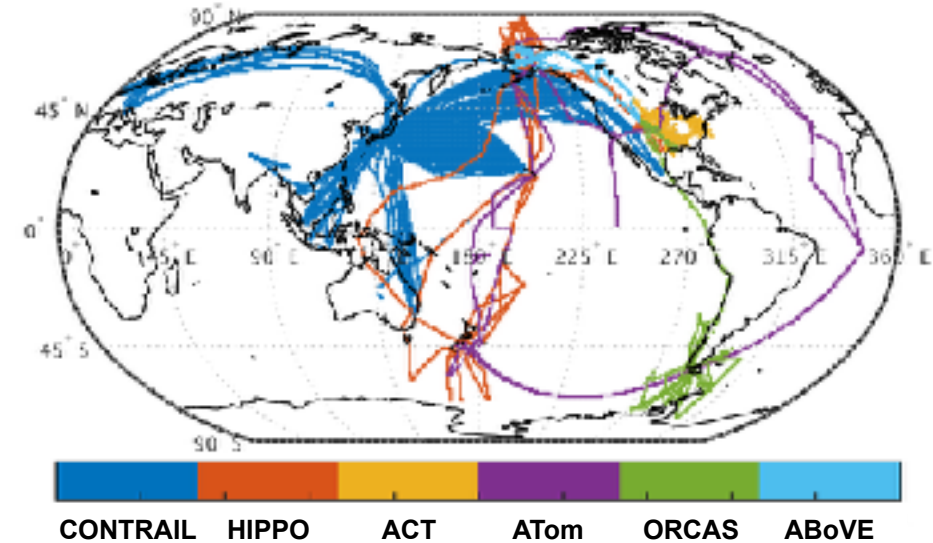 90° N
45° N
0°
0° 45° E 90° E 180° E 225° E 270° 315° E 360° E
45° S
90° S
CONTRAIL HIPPO ACT ATom ORCAS ABoVE